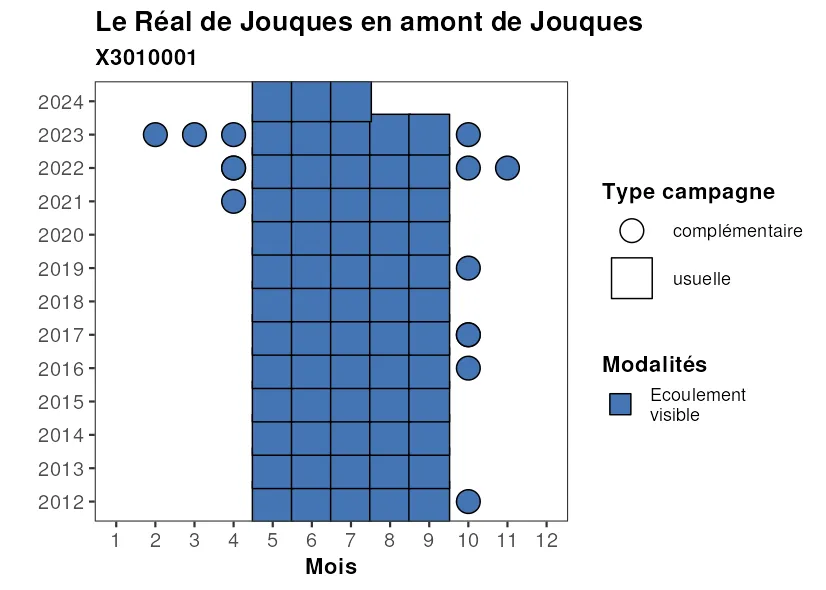 Le Réal de Jouques en amont de Jouques
X3010001
2024
2023
2022
2021
2020
2019
2018
2017
2016
2015
2014
2013
2012
1 2 3 4 5 6 7 8 9 10 11 12
Mois
Type campagne
complémentaire
usuelle
Modalités
Ecoulement
visible